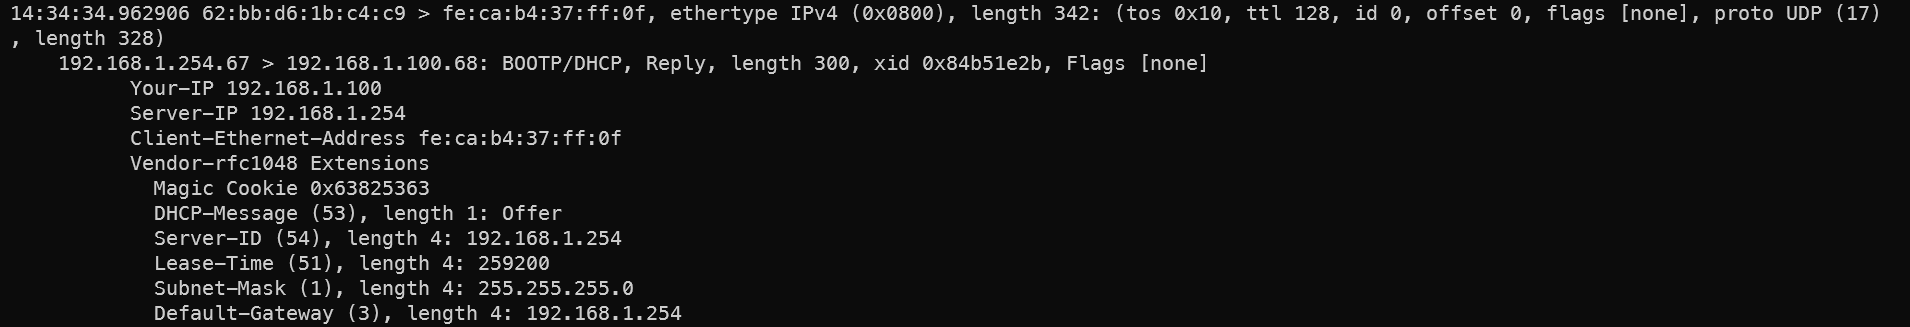 14:34:34.962906 62:bb:d6:1b:c4:c9 > fe:ca:b4:37:ff:0f, ethertype IPv4 (0x0800), length 342: (tos 0x10, ttl 128, id 0, offset 0, flags [none], proto UDP (17)
, length 328)
192.168.1.254.67 > 192.168.1.100.68: BOOTP/DHCP, Reply, length 300, xid 0x84b51e2b, Flags [none]
Your-IP 192.168.1.100
Server-IP 192.168.1.254
Client-Ethernet-Address fe:ca:b4:37:ff:0f
Vendor-rfc1048 Extensions
Magic Cookie 0x63825363
DHCP-Message (53), length 1: Offer
Server-ID (54), length 4: 192.168.1.254
Lease-Time (51), length 4: 259200
Subnet-Mask (1), length 4: 255.255.255.0
Default-Gateway (3), length 4: 192.168.1.254